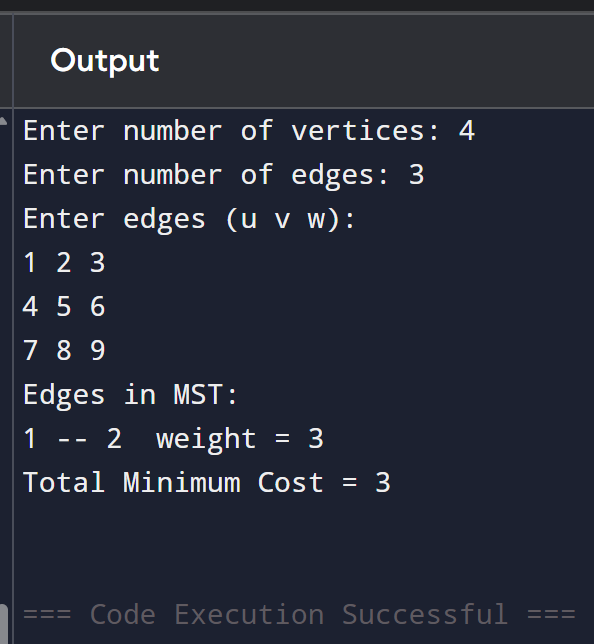 Output
Enter number of vertices: 4
Enter number of edges: 3
Enter edges (u v w):
1 2 3
4 5 6
7 8 9
Edges in MST:
1 -- 2  weight = 3
Total Minimum Cost = 3
=== Code Execution Successful ===